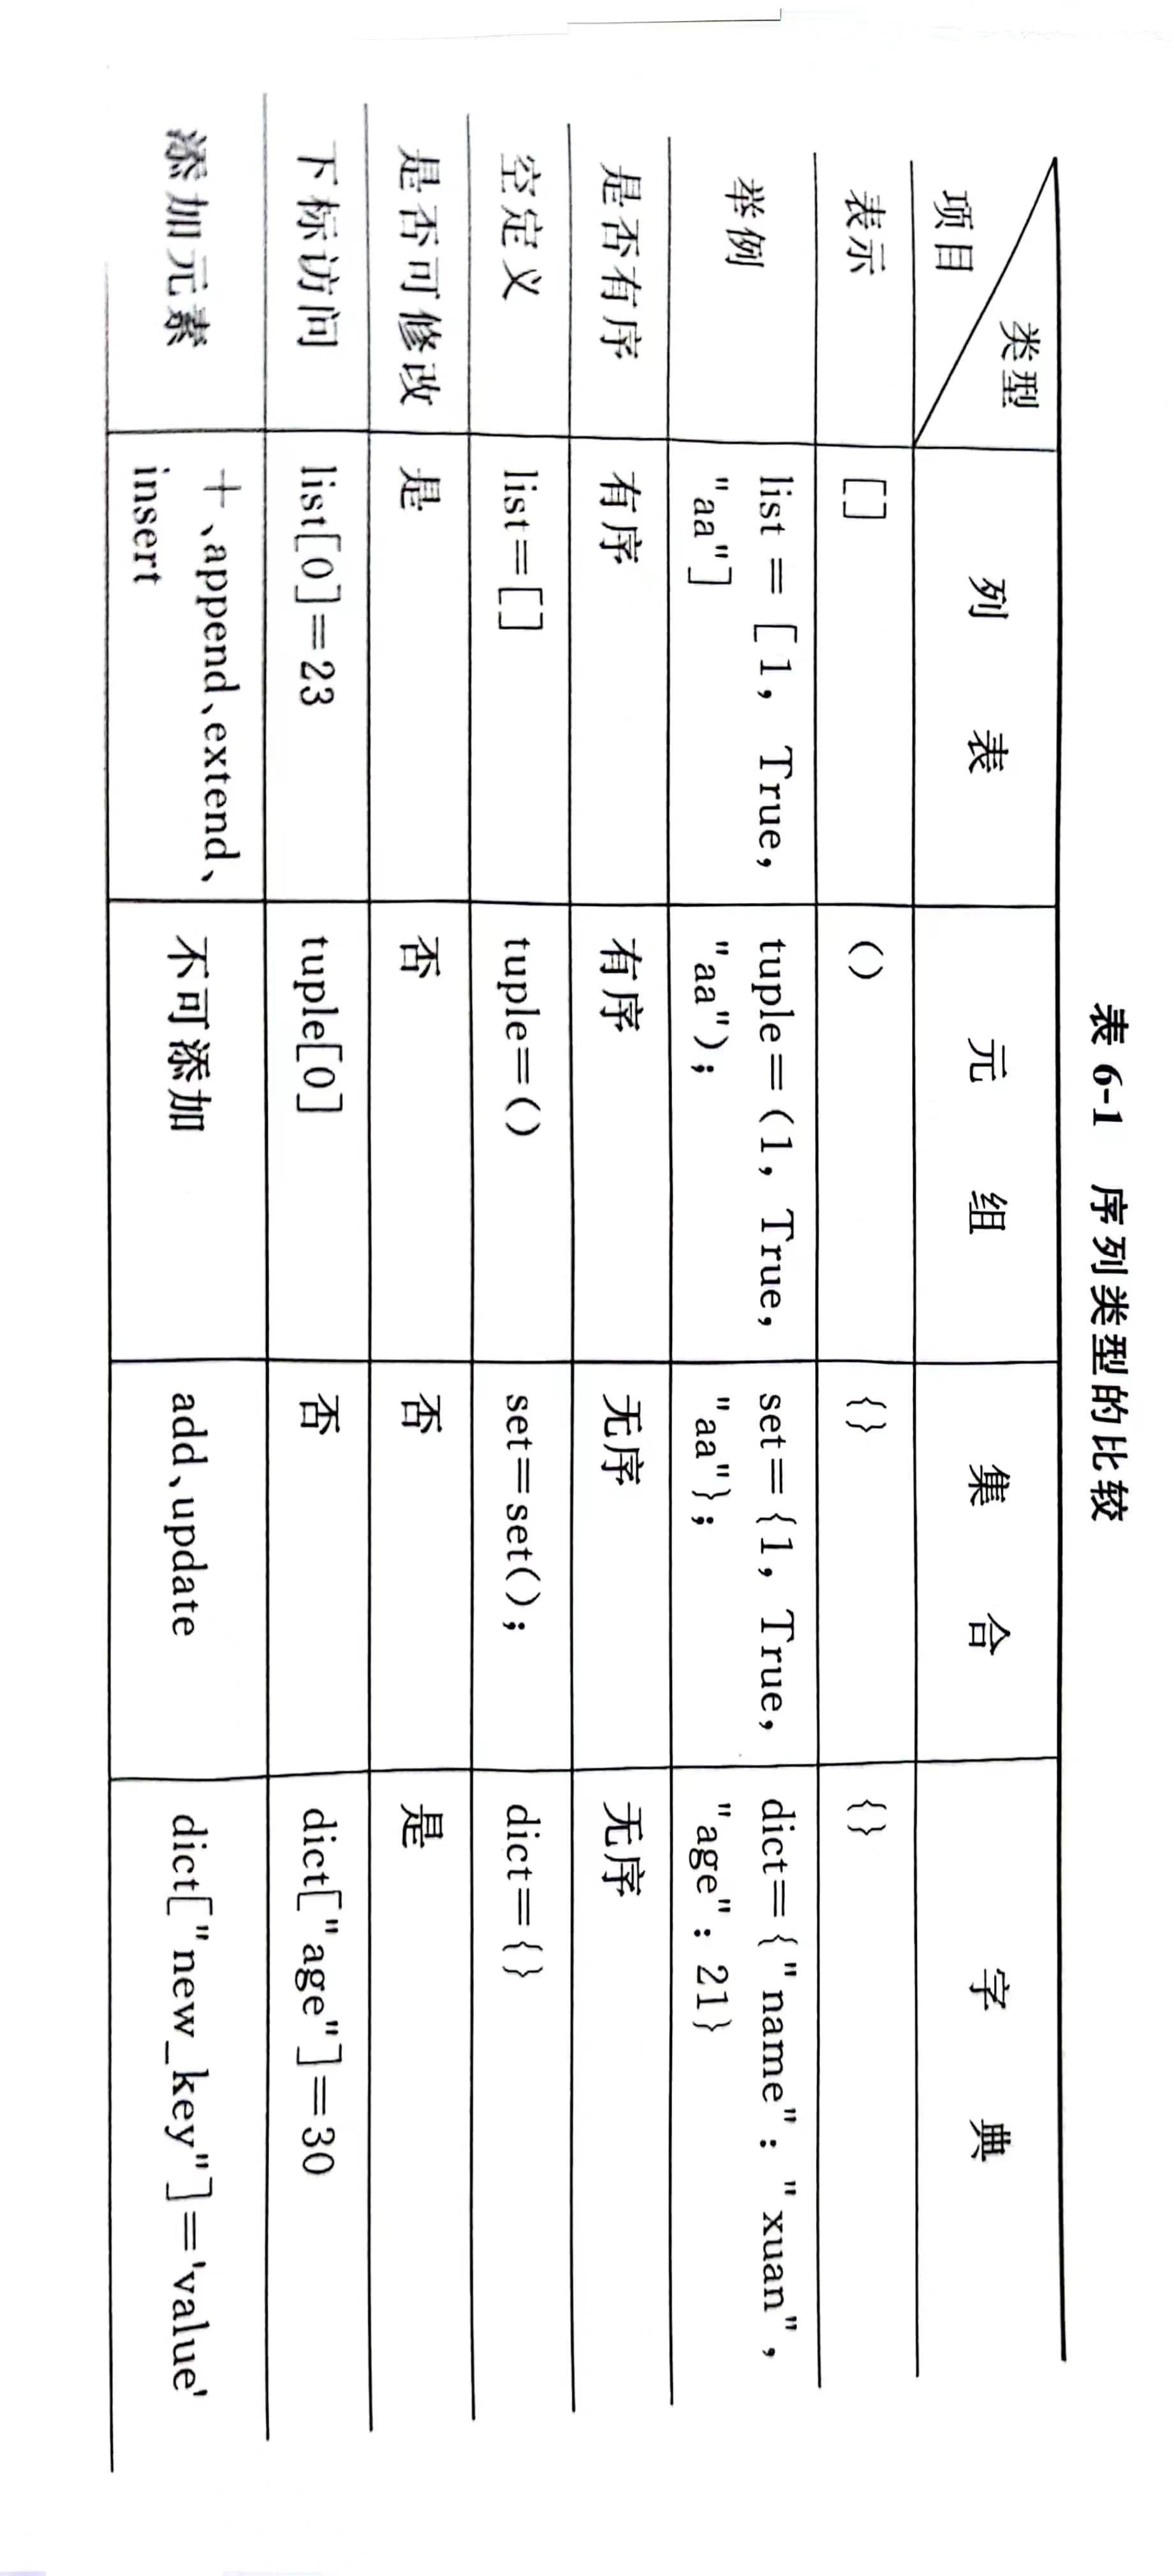 表 6-1 序列类型的比较
类型
项目
列 表
元 组
集 合
字 典
表示
[]
()
{}
{}
举例
list = [1, True,
"aa"]
tuple=(1, True,
"aa");
set={1, True,
"aa"};
dict={"name": "xuan",
"age": 21}
是否有序
有序
有序
无序
无序
空定义
list=[]
tuple=()
set=set();
dict={}
是否可修改
是
否
否
是
下标访问
list[0]=23
tuple[0]
否
dict["age"]=30
添加元素
+、append、extend、
insert
不可添加
add、update
dict["new_key"]='value'